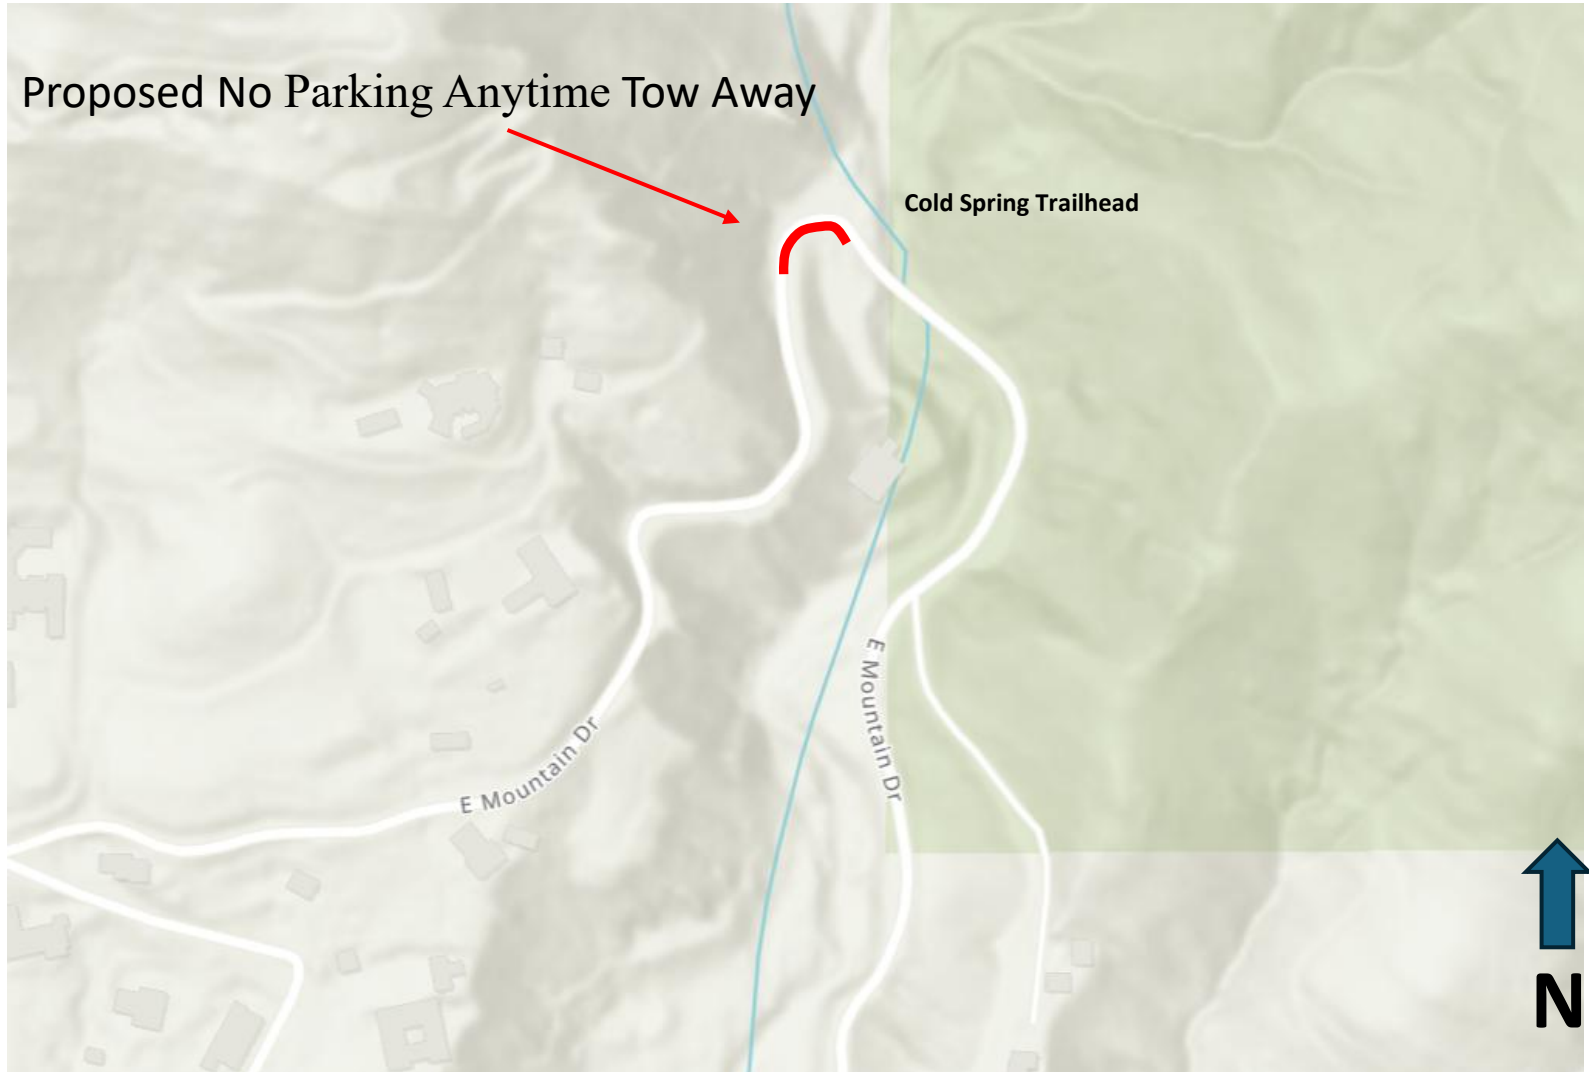 Proposed No Parking Anytime Tow Away
Cold Spring Trailhead
E Mountain Dr
E Mountain Dr
N